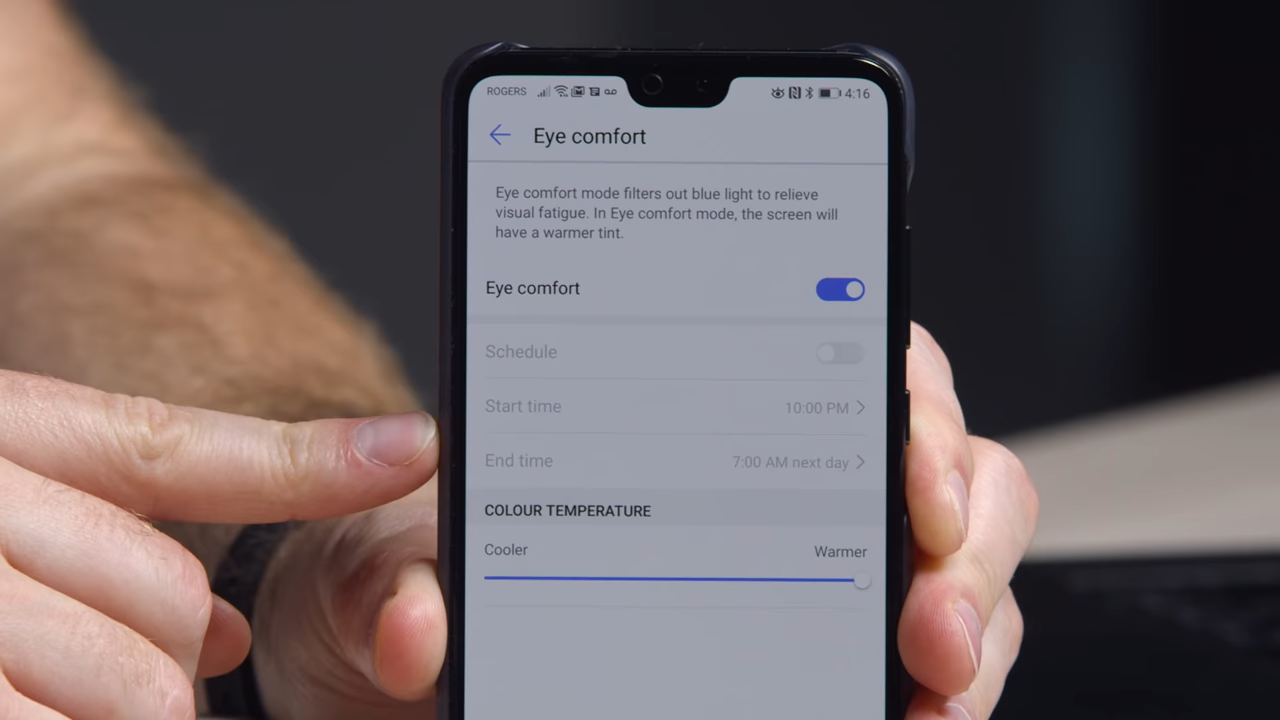 ROGERS 4:16
Eye comfort
Eye comfort mode filters out blue light to relieve
visual fatigue. In Eye comfort mode, the screen will
have a warmer tint.
Eye comfort
Schedule
Start time 10:00 PM
End time 7:00 AM next day
COLOUR TEMPERATURE
Cooler Warmer